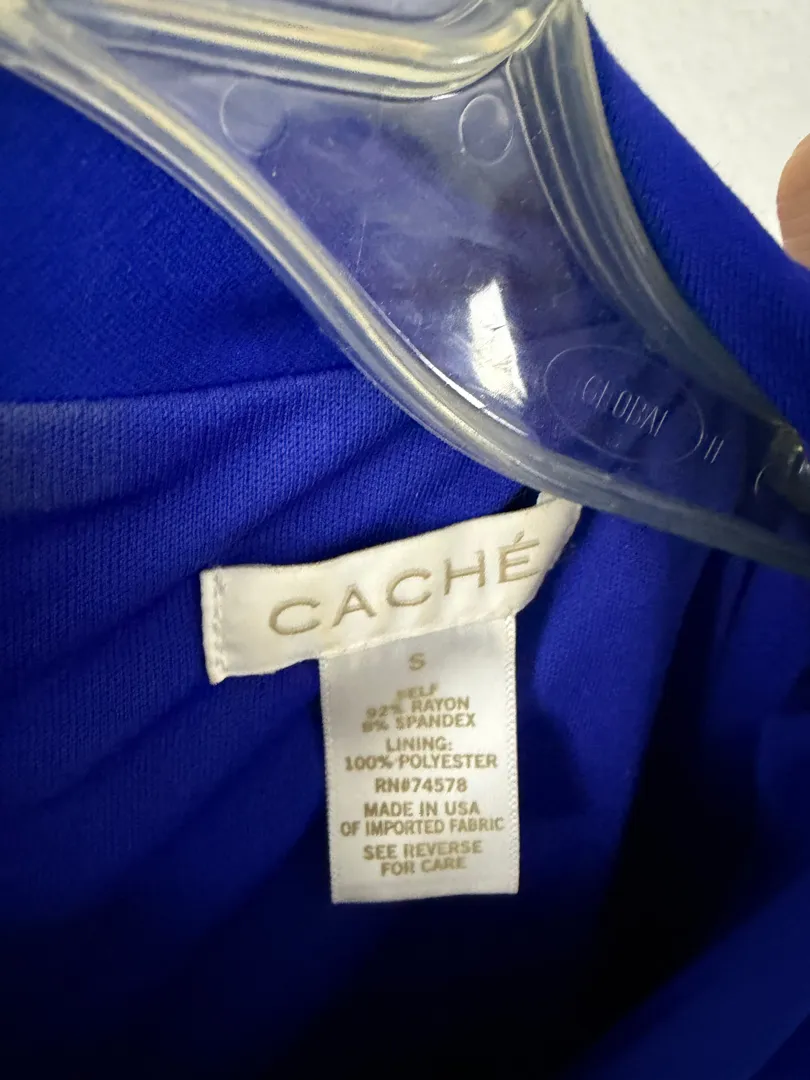 GLOBAL
CACHÉ
S
SELF
92% RAYON
8% SPANDEX
LINING:
100% POLYESTER
RN#74578
MADE IN USA
OF IMPORTED FABRIC
SEE REVERSE
FOR CARE